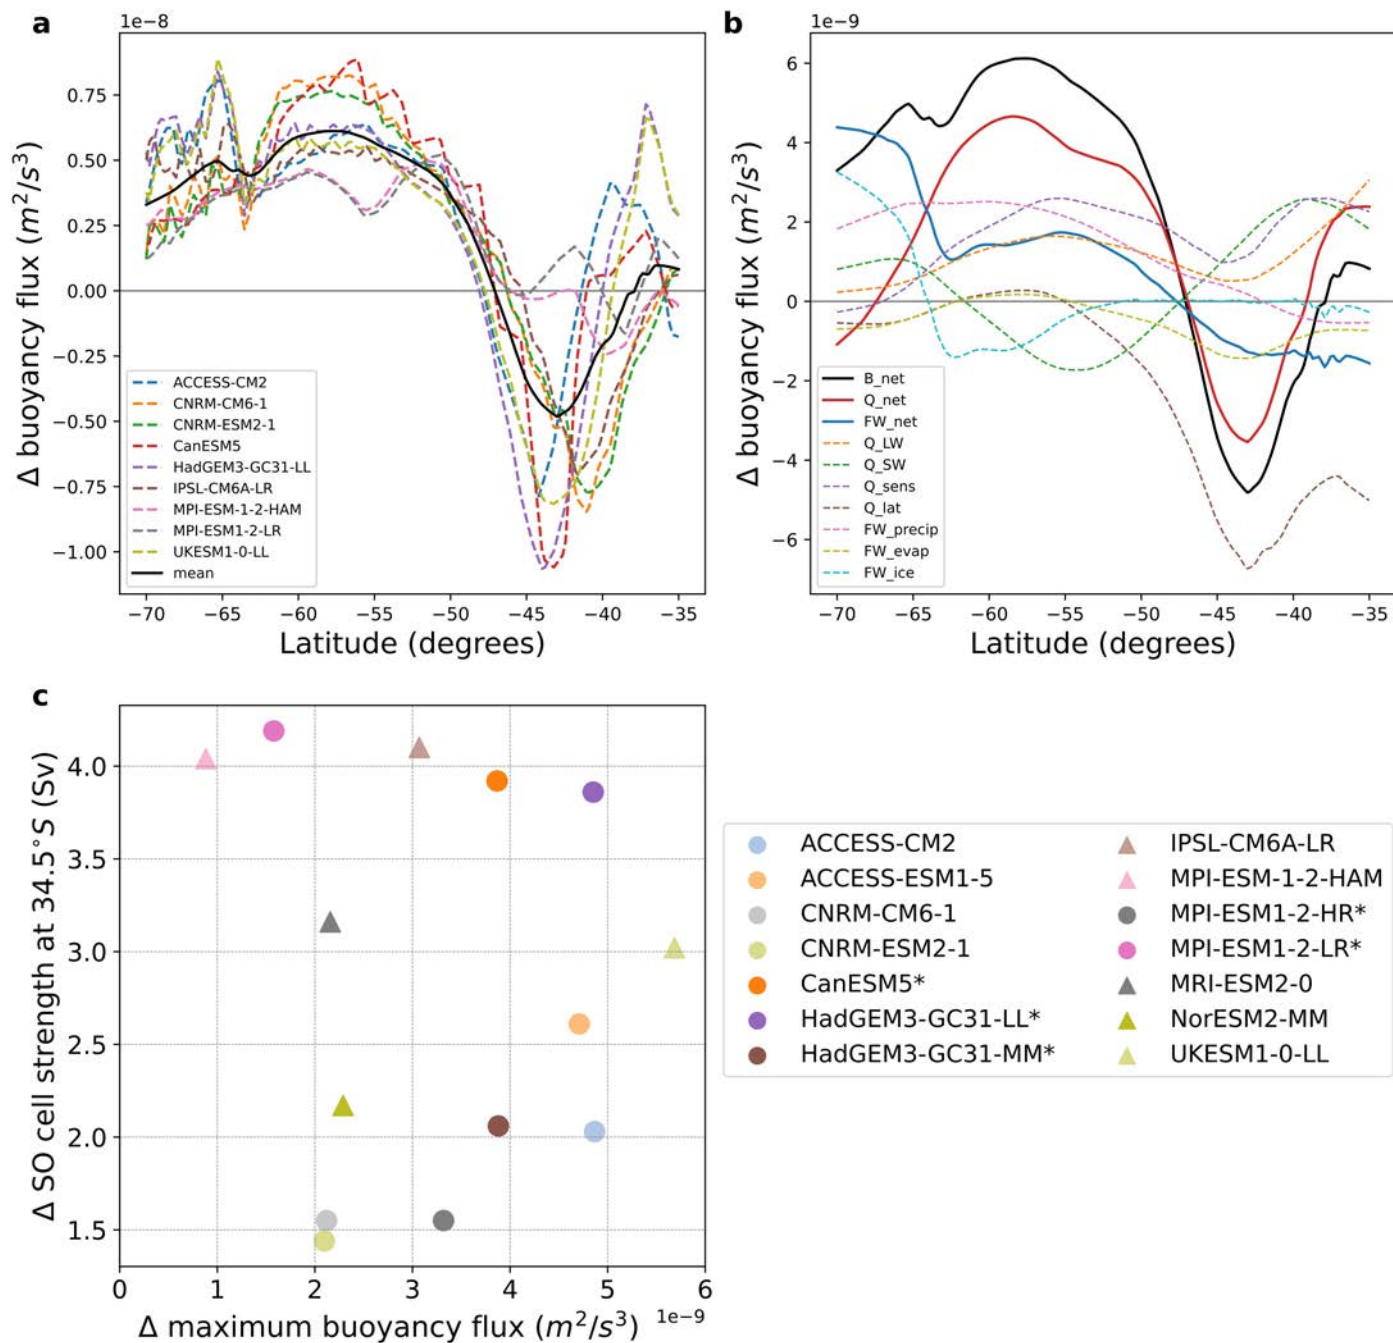 a
1e−8
Δ buoyancy flux (m²/s³)
0.75
0.50
0.25
0.00
−0.25
−0.50
−0.75
−1.00
ACCESS-CM2
CNRM-CM6-1
CNRM-ESM2-1
CanESM5
HadGEM3-GC31-LL
IPSL-CM6A-LR
MPI-ESM-1-2-HAM
MPI-ESM1-2-LR
UKESM1-0-LL
mean
−70 −65 −60 −55 −50 −45 −40 −35
Latitude (degrees)
b
1e−9
Δ buoyancy flux (m²/s³)
6
4
2
0
−2
−4
−6
B_net
Q_net
FW_net
Q_LW
Q_SW
Q_sens
Q_lat
FW_precip
FW_evap
FW_ice
−70 −65 −60 −55 −50 −45 −40 −35
Latitude (degrees)
c
Δ SO cell strength at 34.5°S (Sv)
4.0
3.5
3.0
2.5
2.0
1.5
0 1 2 3 4 5 6
Δ maximum buoyancy flux (m²/s³) 1e−9
ACCESS-CM2
ACCESS-ESM1-5
CNRM-CM6-1
CNRM-ESM2-1
CanESM5*
HadGEM3-GC31-LL*
HadGEM3-GC31-MM*
IPSL-CM6A-LR
MPI-ESM-1-2-HAM
MPI-ESM1-2-HR*
MPI-ESM1-2-LR*
MRI-ESM2-0
NorESM2-MM
UKESM1-0-LL